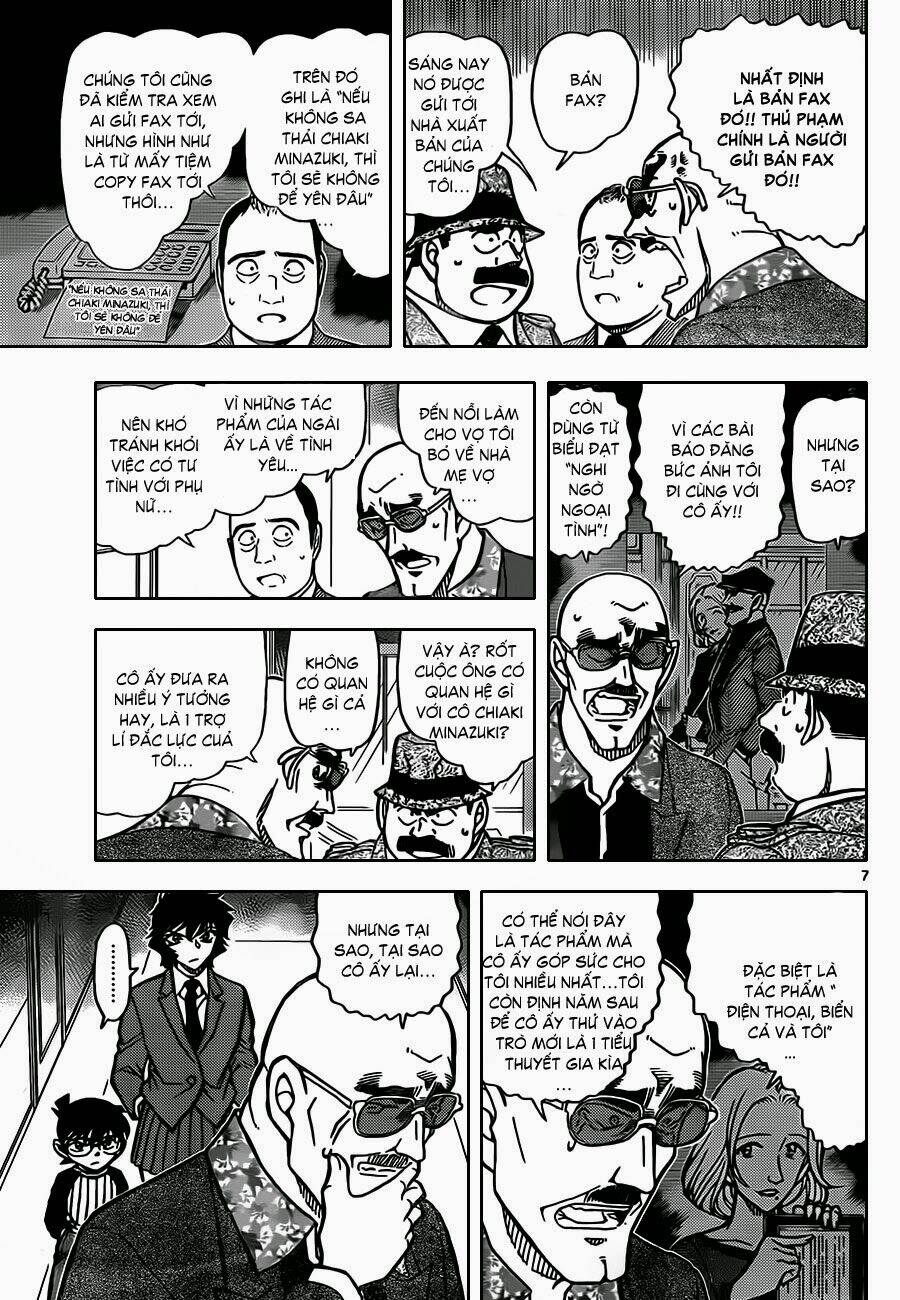 NHẤT ĐỊNH
LÀ BẢN FAX
ĐÓ!! THỦ PHẠM
CHÍNH LÀ NGƯỜI
GỬI BẢN FAX
ĐÓ!!
BẢN
FAX?
SÁNG NAY
NÓ ĐƯỢC
GỬI TỚI
NHÀ XUẤT
BẢN CỦA
CHÚNG
TÔI...
TRÊN ĐÓ
GHI LÀ "NẾU
KHÔNG SA
THẢI CHIAKI
MINAZUKI, THÌ
TÔI SẼ KHÔNG
ĐỂ YÊN ĐÂU"
...
CHÚNG TÔI CŨNG
ĐÃ KIỂM TRA XEM
AI GỬI FAX TỚI,
NHƯNG HÌNH NHƯ
LÀ TỪ MẤY TIỆM
COPY FAX TỚI
THÔI...
"NẾU KHÔNG SA THẢI
CHIAKI MINAZUKI, THÌ
TÔI SẼ KHÔNG ĐỂ
YÊN ĐÂU"
NHƯNG
TẠI
SAO?
VÌ CÁC BÀI
BÁO ĐĂNG
BỨC ẢNH TÔI
ĐI CÙNG VỚI
CÔ ẤY!!
CÒN
DÙNG TỪ
BIỂU ĐẠT
"NGHI
NGỜ
NGOẠI
TÌNH"!
ĐẾN NỖI LÀM
CHO VỢ TÔI
BỎ VỀ NHÀ
MẸ VỢ
...
VÌ NHỮNG TÁC
PHẨM CỦA NGÀI
ẤY LÀ VỀ TÌNH
YÊU...
NÊN KHÓ
TRÁNH KHỎI
VIỆC CÓ TƯ
TÌNH VỚI PHỤ
NỮ...
VẬY À? RỐT
CUỘC ÔNG CÓ
QUAN HỆ GÌ
VỚI CÔ CHIAKI
MINAZUKI?
KHÔNG
CÓ QUAN
HỆ GÌ CẢ
...
CÔ ẤY ĐƯA RA
NHIỀU Ý TƯỞNG
HAY, LÀ 1 TRỢ
LÍ ĐẮC LỰC CUẢ
TÔI...
7
ĐẶC BIỆT LÀ
TÁC PHẨM "
ĐIỆN THOẠI, BIỂN
CẢ VÀ TÔI"
...
CÓ THỂ NÓI ĐÂY
LÀ TÁC PHẨM MÀ
CÔ ẤY GÓP SỨC CHO
TÔI NHIỀU NHẤT...TÔI
CÒN ĐỊNH NĂM SAU
ĐỂ CÔ ẤY THỬ VÀO
TRÒ MỚI LÀ 1 TIỂU
THUYẾT GIA KÌA
...
NHƯNG TẠI
SAO, TẠI SAO
CÔ ẤY LẠI...
.........